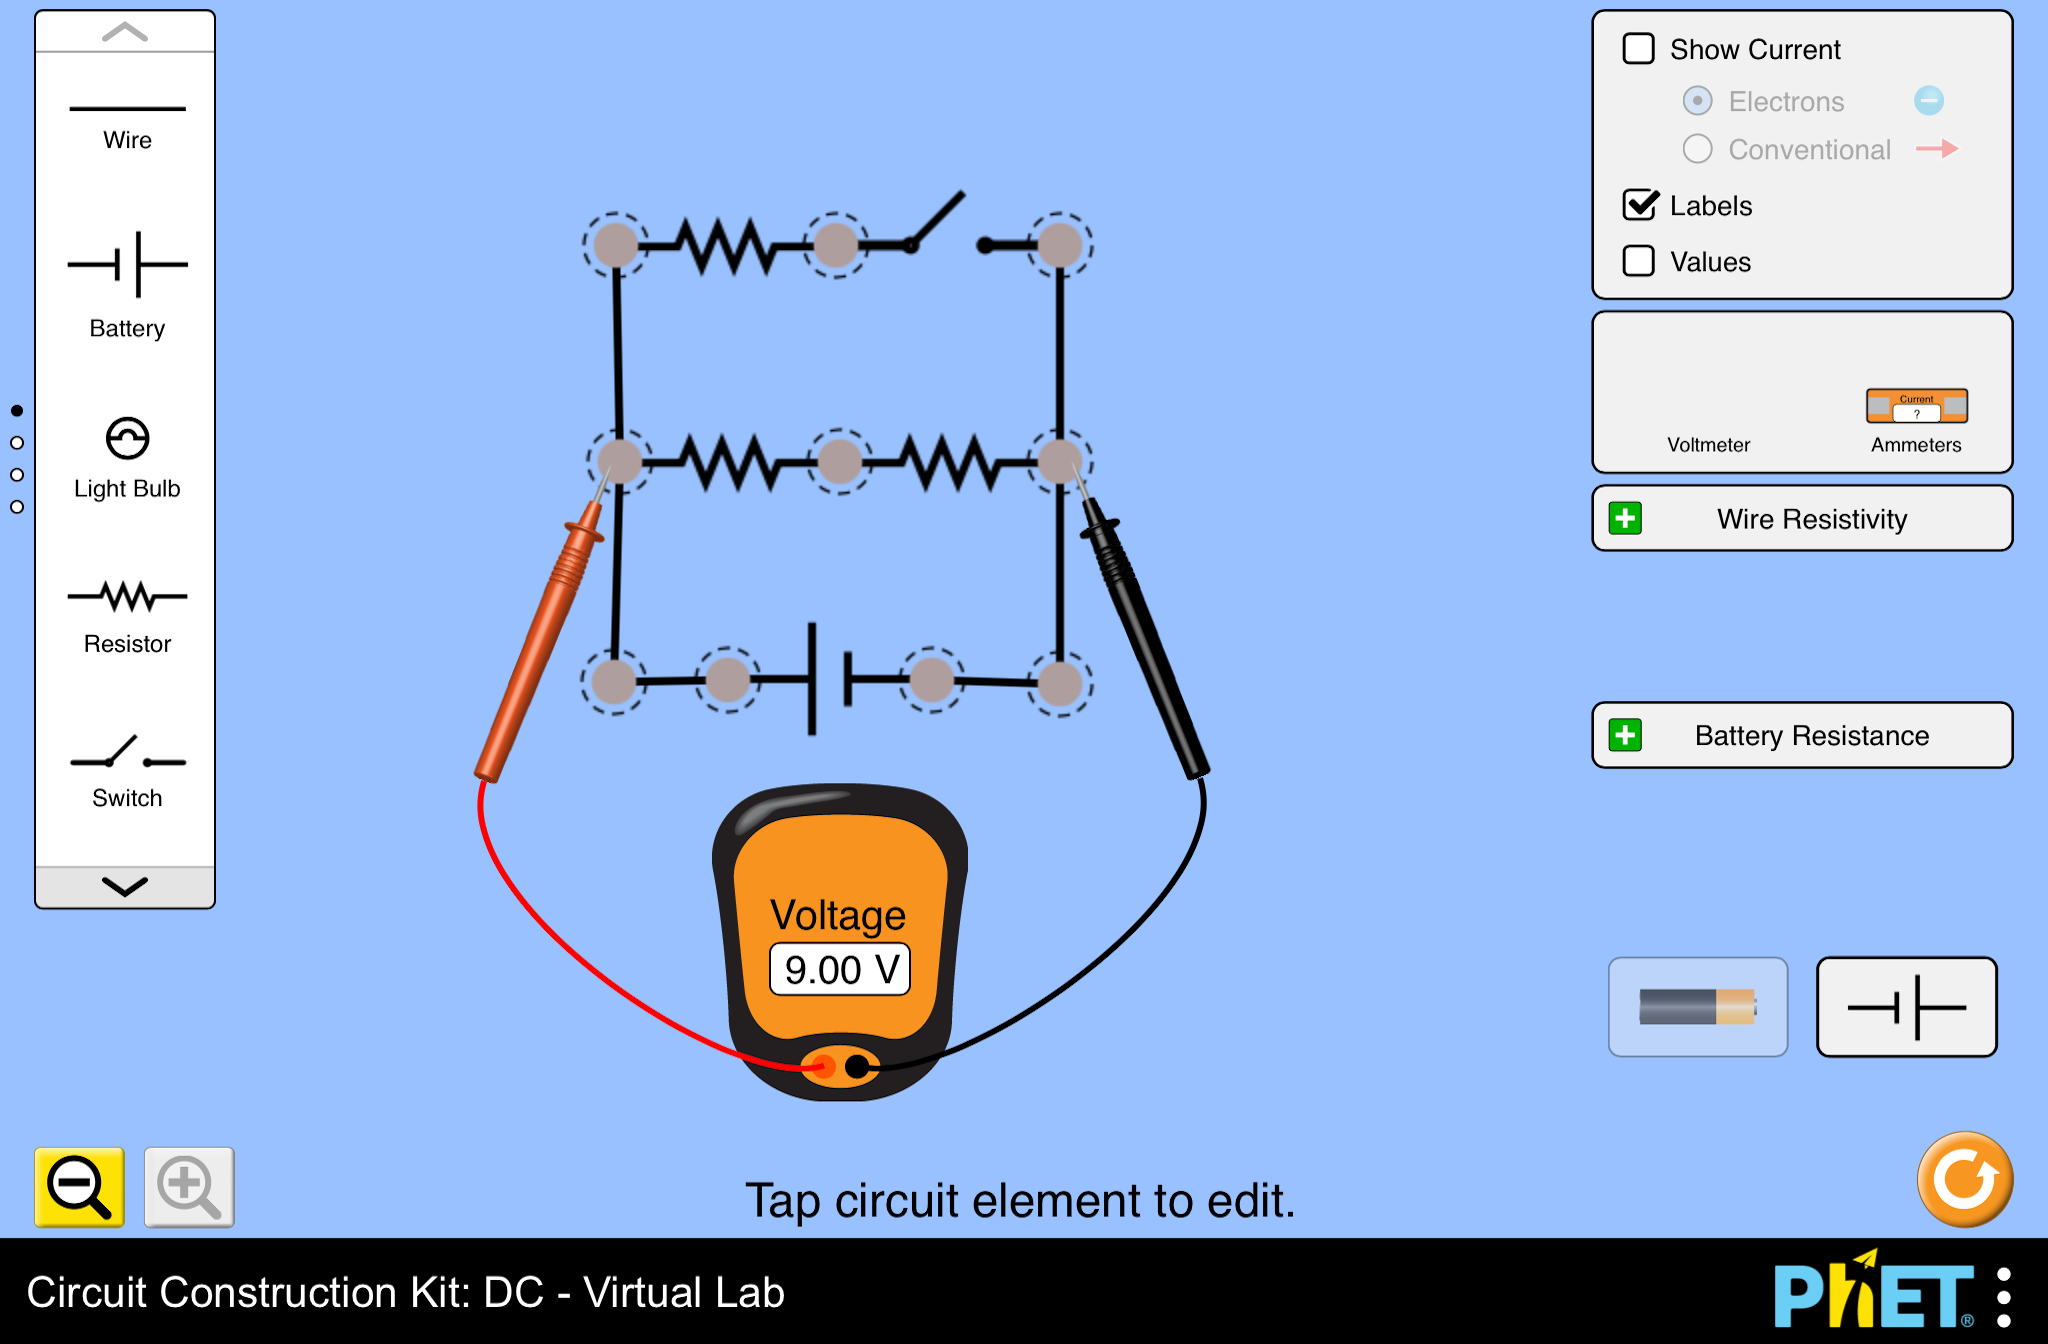 Wire
Battery
Light Bulb
Resistor
Switch
Show Current
Electrons
Conventional
Labels
Values
Current
?
Voltmeter
Ammeters
Wire Resistivity
Battery Resistance
Voltage
9.00 V
Tap circuit element to edit.
Circuit Construction Kit: DC - Virtual Lab
PhET®